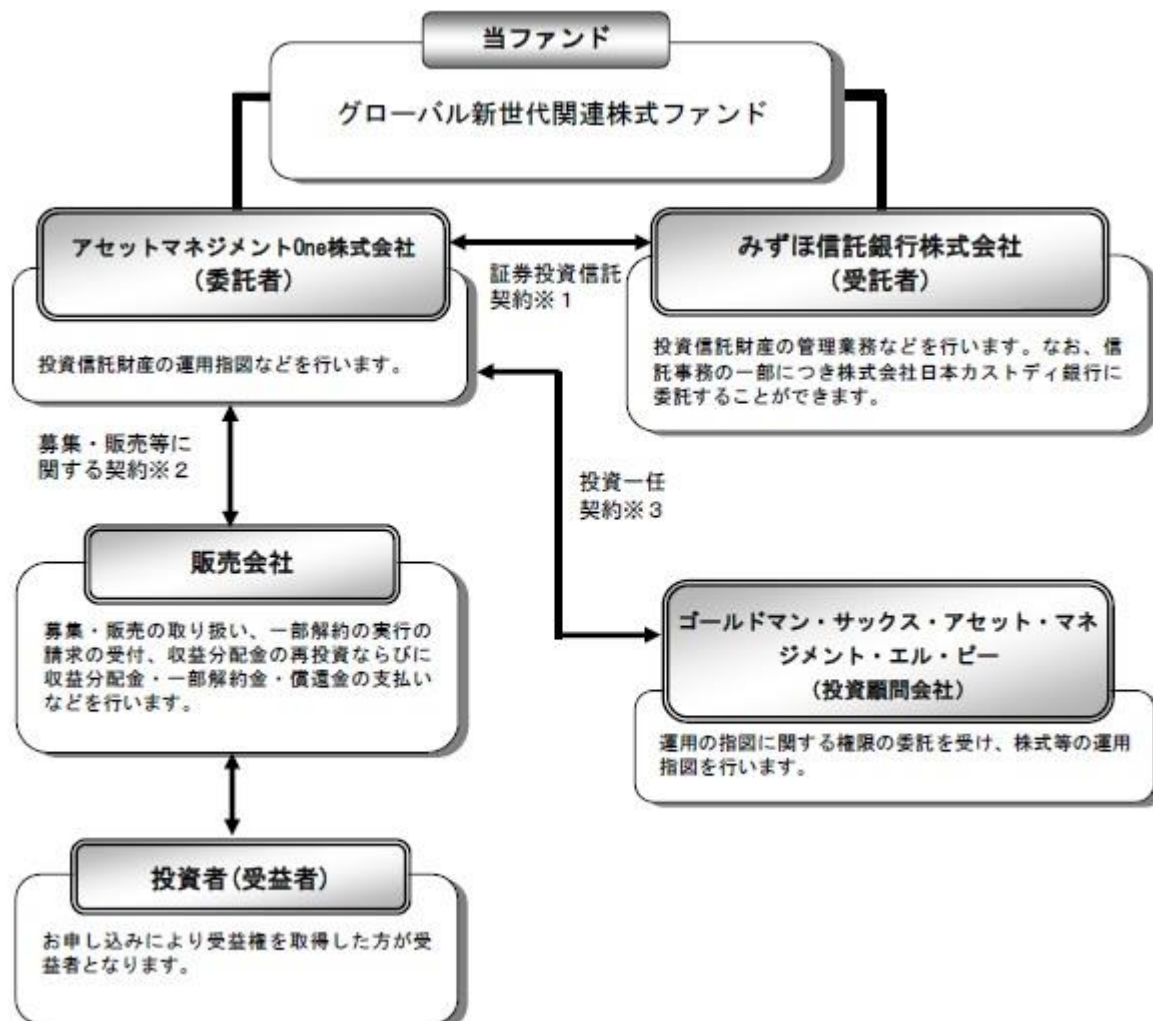 当ファンド
グローバル新世代関連株式ファンド
アセットマネジメントOne株式会社
(委託者)
投資信託財産の運用指図などを行います。
証券投資信託
契約※1
みずほ信託銀行株式会社
(受託者)
投資信託財産の管理業務などを行います。なお、信
託事務の一部につき株式会社日本カストディ銀行に
委託することができます。
募集・販売等に
関する契約※2
投資一任
契約※3
販売会社
募集・販売の取り扱い、一部解約の実行の
請求の受付、収益分配金の再投資ならびに
収益分配金・一部解約金・償還金の支払い
などを行います。
ゴールドマン・サックス・アセット・マネ
ジメント・エル・ピー
(投資顧問会社)
運用の指図に関する権限の委託を受け、株式等の運用
指図を行います。
投資者(受益者)
お申し込みにより受益権を取得した方が受
益者となります。